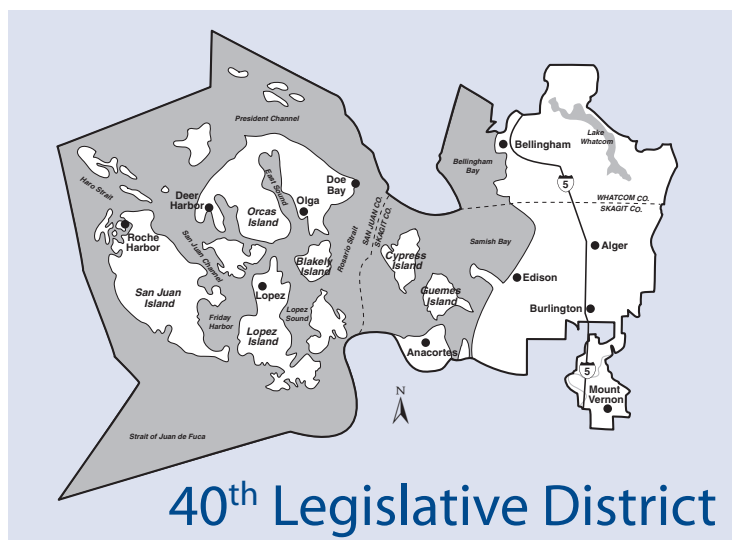 President Channel
Lake
Whatcom
Bellingham
Bellingham
Bay
Haro Strait
East Sound
Doe
Bay
5
Deer
Harbor
Olga
WHATCOM CO.
SKAGIT CO.
Orcas
Island
SAN JUAN CO.
SKAGIT CO.
Roche
Harbor
San Juan Channel
Rosario Strait
Samish Bay
Alger
Blakely
Island
Cypress
Island
Edison
San Juan
Island
Lopez
Guemes
Island
Burlington
Friday
Harbor
Lopez
Sound
Lopez
Island
Anacortes
5
Mount
Vernon
N
Strait of Juan de Fuca
40th Legislative District